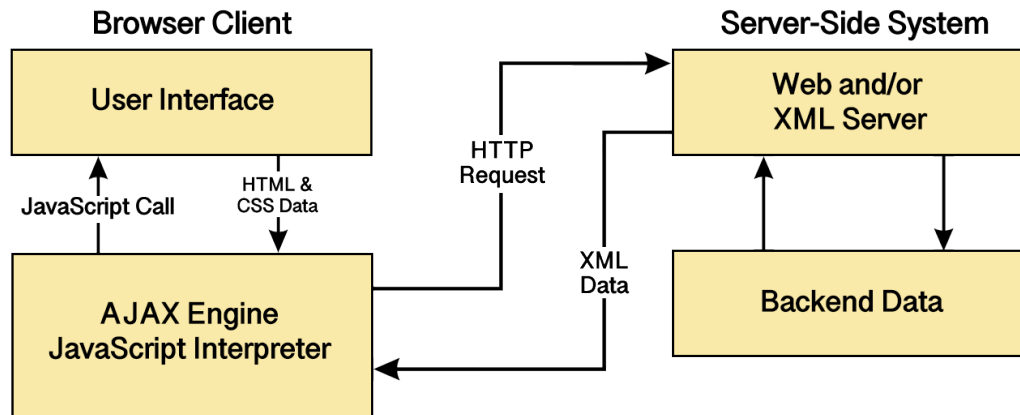 Browser Client
Server-Side System
User Interface
Web and/or
XML Server
HTTP
Request
JavaScript Call
HTML &
CSS Data
XML
Data
AJAX Engine
JavaScript Interpreter
Backend Data